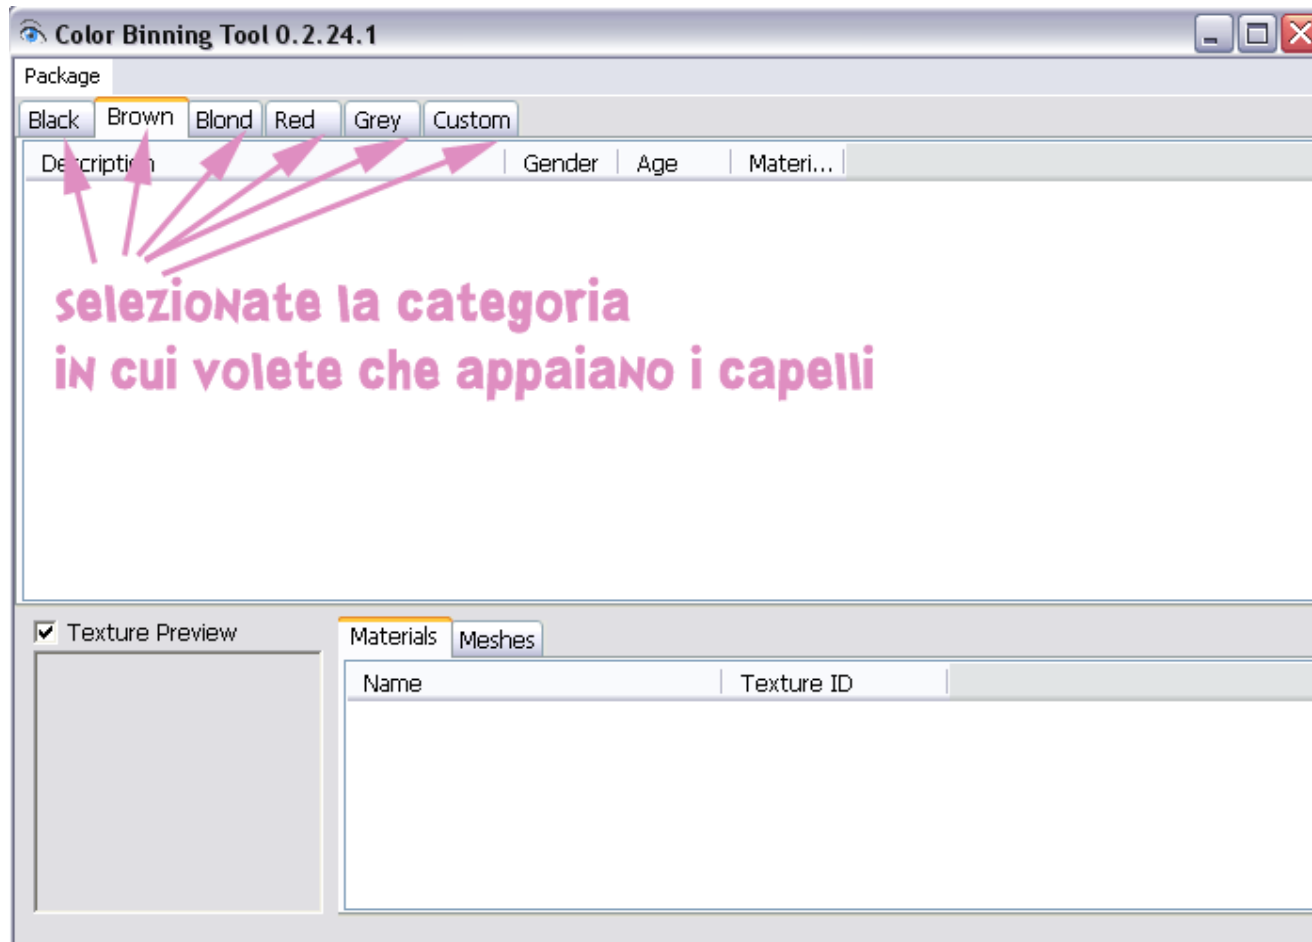 Color Binning Tool 0.2.24.1
Package
Black Brown Blond Red Grey Custom
Description Gender Age Materi...
selezionate la categoria
in cui volete che appaiano i capelli
Texture Preview
Materials Meshes
Name Texture ID